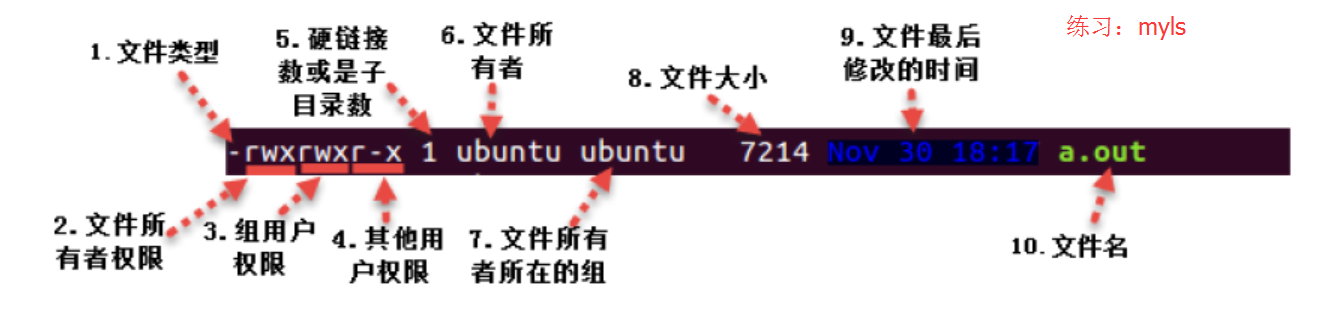 练习：myls
1.文件类型
5.硬链接
数或是子
目录数
6.文件所
有者
8.文件大小
9.文件最后
修改的时间
-rwxrwxr-x 1 ubuntu ubuntu 7214 Nov 30 18:17 a.out
2.文件所
有者权限
3.组用户
权限
4.其他用
户权限
7.文件所有
者所在的组
10.文件名